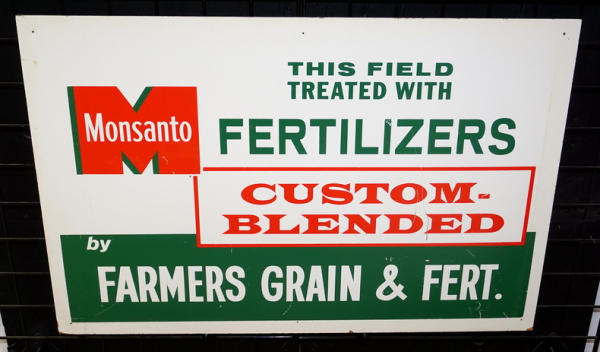 Monsanto
THIS FIELD
TREATED WITH
FERTILIZERS
CUSTOM-
BLENDED
by
FARMERS GRAIN & FERT.